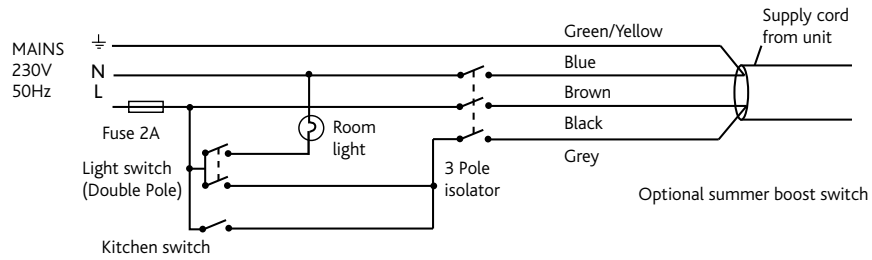 Supply cord
from unit
Green/Yellow
MAINS
230V
50Hz
N
L
Blue
Brown
Fuse 2A
Room
light
Black
Light switch
(Double Pole)
3 Pole
isolator
Grey
Optional summer boost switch
Kitchen switch